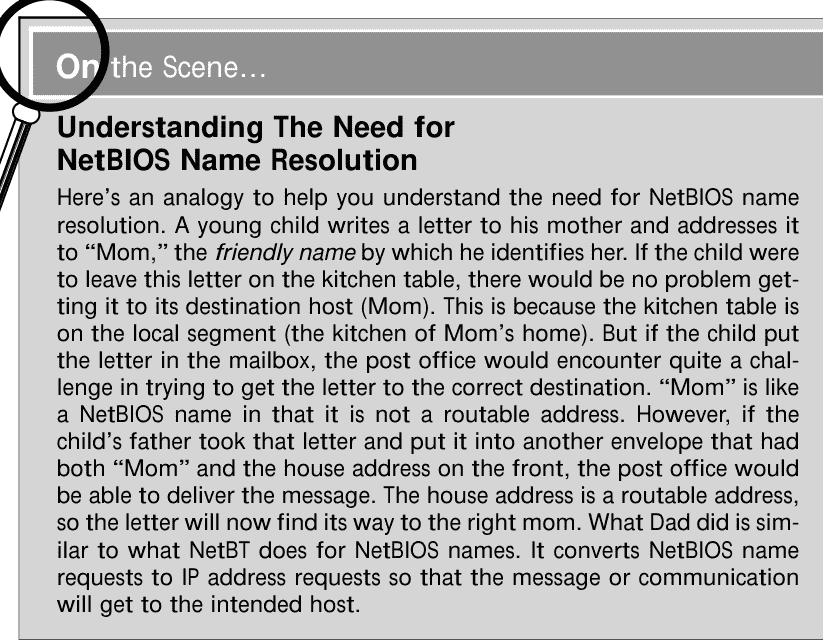 On the Scene…
Understanding The Need for
NetBIOS Name Resolution
Here's an analogy to help you understand the need for NetBIOS name
resolution. A young child writes a letter to his mother and addresses it
to “Mom,” the friendly name by which he identifies her. If the child were
to leave this letter on the kitchen table, there would be no problem get-
ting it to its destination host (Mom). This is because the kitchen table is
on the local segment (the kitchen of Mom's home). But if the child put
the letter in the mailbox, the post office would encounter quite a chal-
lenge in trying to get the letter to the correct destination. “Mom” is like
a NetBIOS name in that it is not a routable address. However, if the
child's father took that letter and put it into another envelope that had
both “Mom” and the house address on the front, the post office would
be able to deliver the message. The house address is a routable address,
so the letter will now find its way to the right mom. What Dad did is sim-
ilar to what NetBT does for NetBIOS names. It converts NetBIOS name
requests to IP address requests so that the message or communication
will get to the intended host.